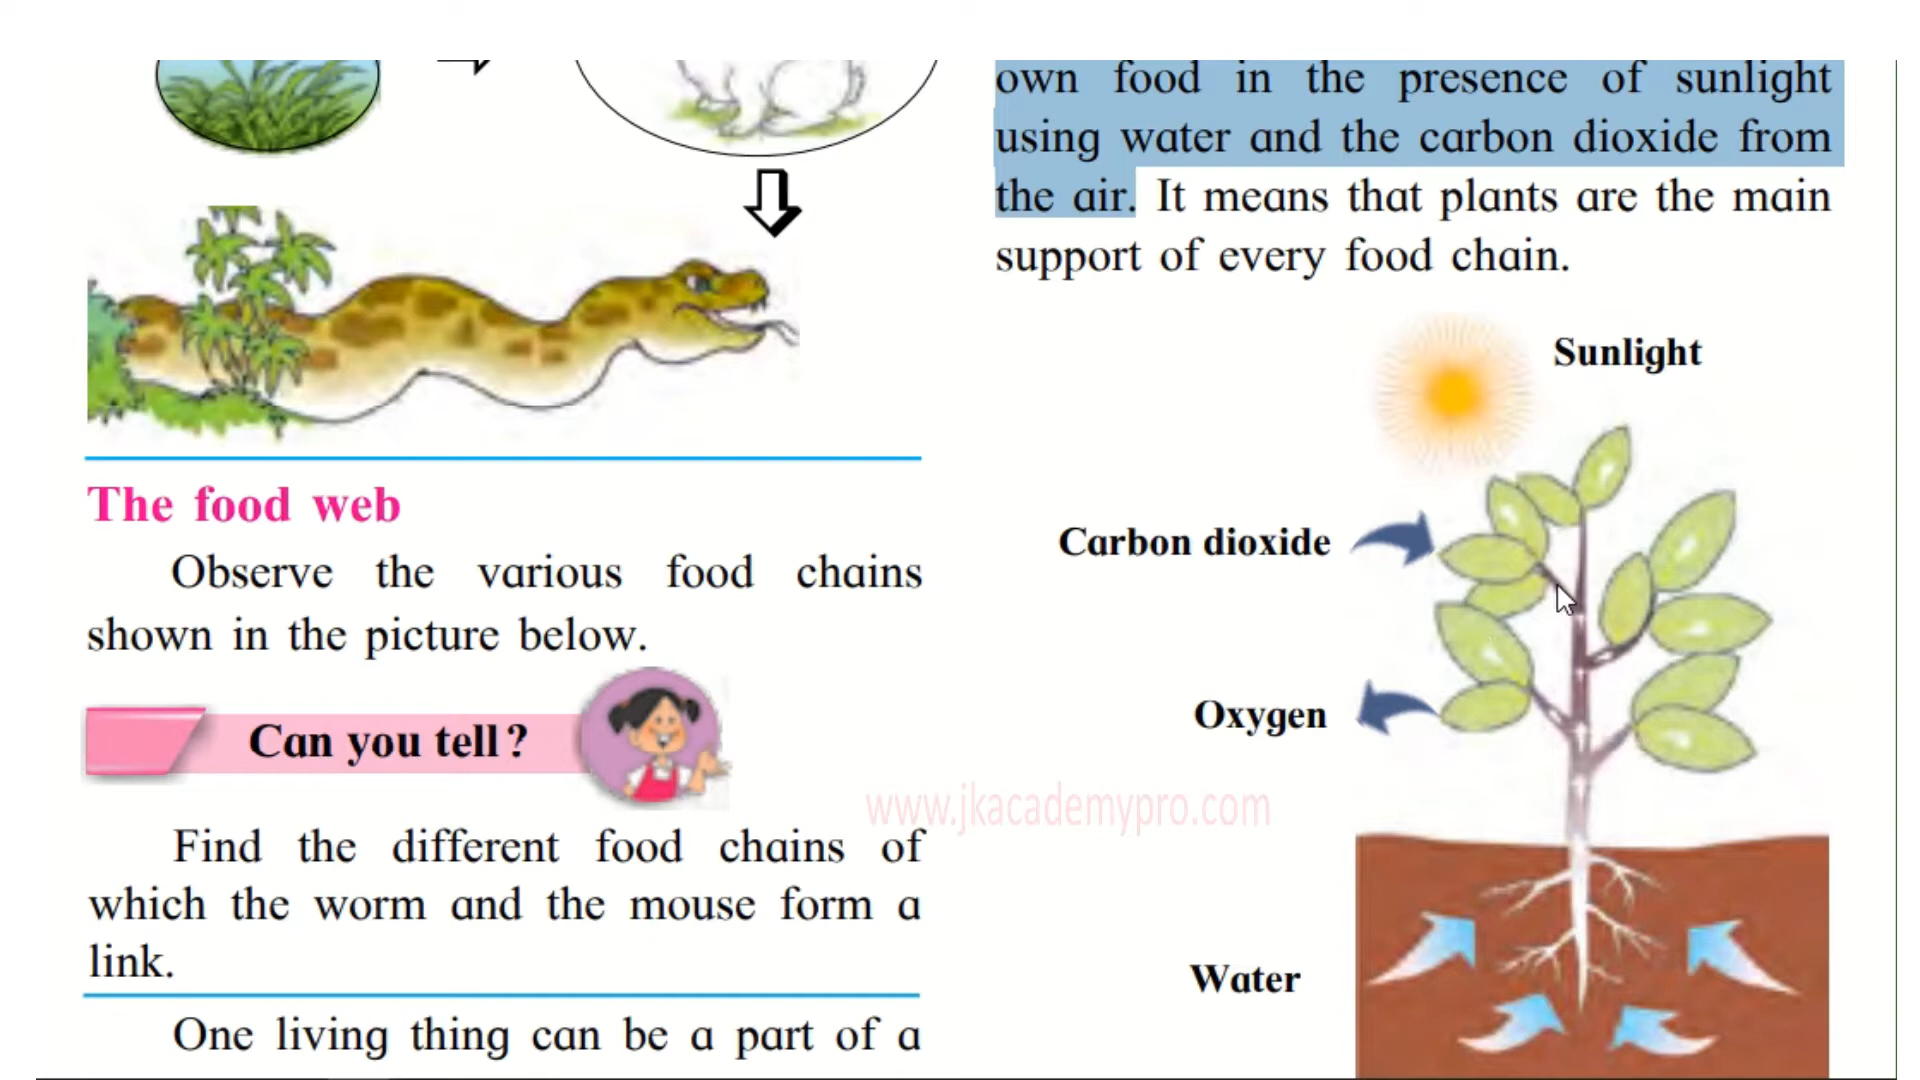 The food web
Observe the various food chains
shown in the picture below.
Can you tell?
Find the different food chains of
which the worm and the mouse form a
link.
One living thing can be a part of a
own food in the presence of sunlight
using water and the carbon dioxide from
the air. It means that plants are the main
support of every food chain.
Sunlight
Carbon dioxide
Oxygen
Water
www.jkacademypro.com